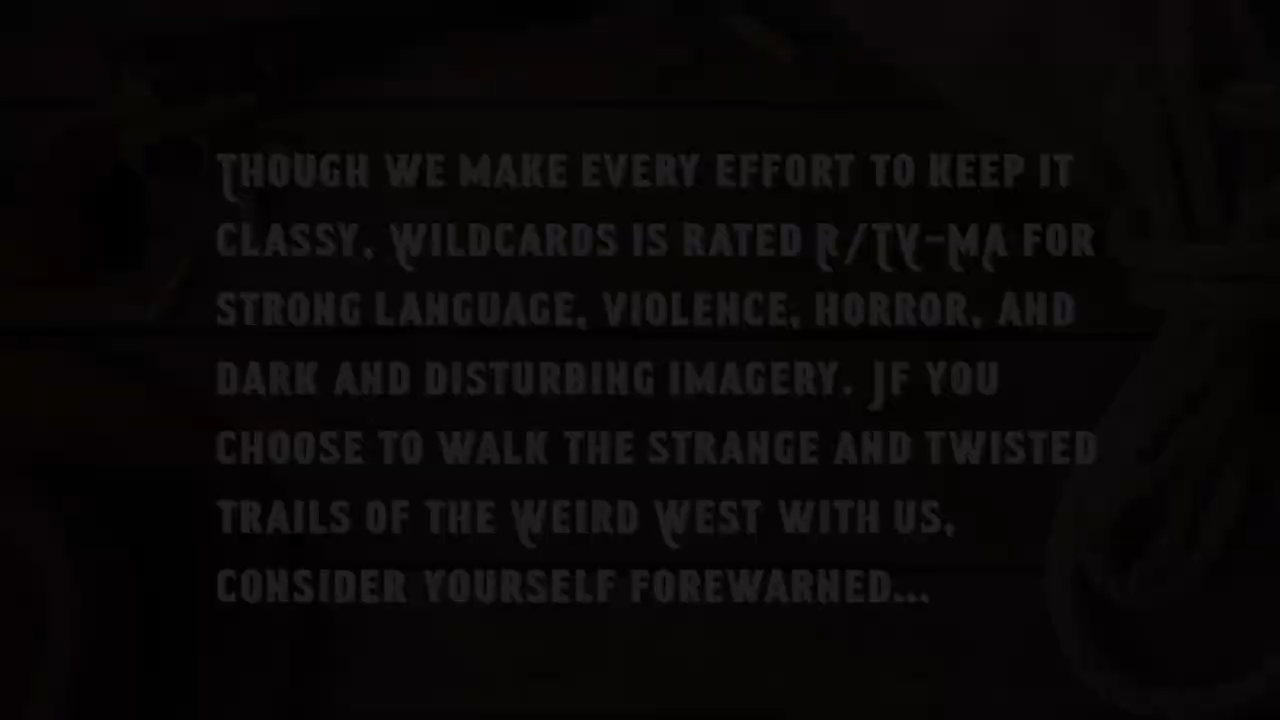 Though we make every effort to keep it
classy, Wildcards is rated R/TV-MA for
strong language, violence, horror, and
dark and disturbing imagery. If you
choose to walk the strange and twisted
trails of the Weird West with us,
consider yourself forewarned...